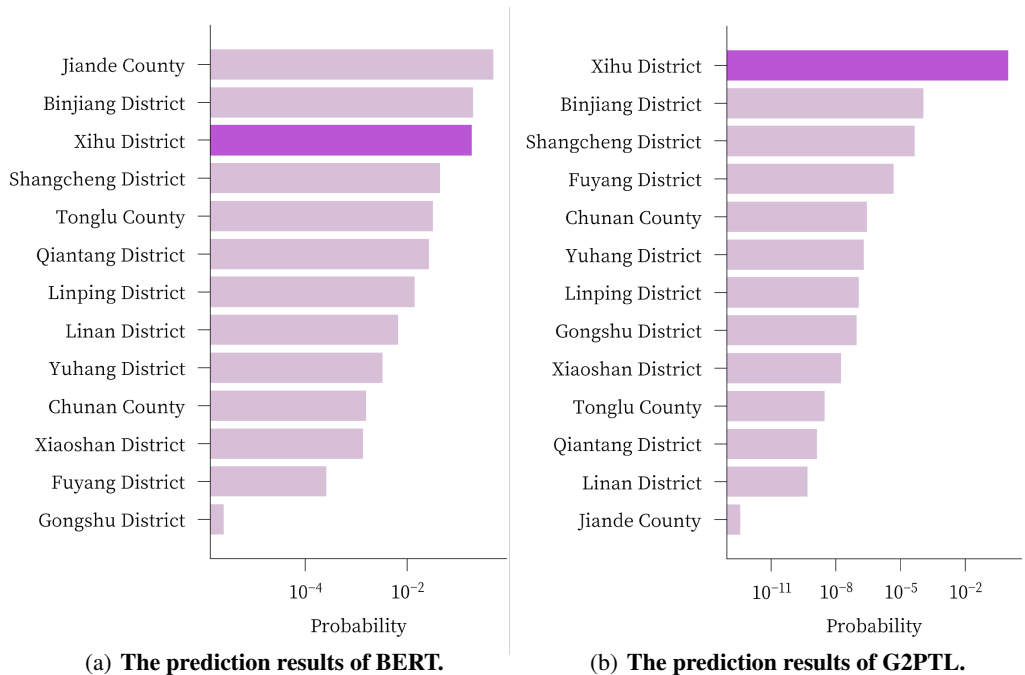 Jiande County
Binjiang District
Xihu District
Shangcheng District
Tonglu County
Qiantang District
Linping District
Linan District
Yuhang District
Chunan County
Xiaoshan District
Fuyang District
Gongshu District
10⁻⁴ 10⁻²
Probability
(a) The prediction results of BERT.
Xihu District
Binjiang District
Shangcheng District
Fuyang District
Chunan County
Yuhang District
Linping District
Gongshu District
Xiaoshan District
Tonglu County
Qiantang District
Linan District
Jiande County
10⁻¹¹ 10⁻⁸ 10⁻⁵ 10⁻²
Probability
(b) The prediction results of G2PTL.